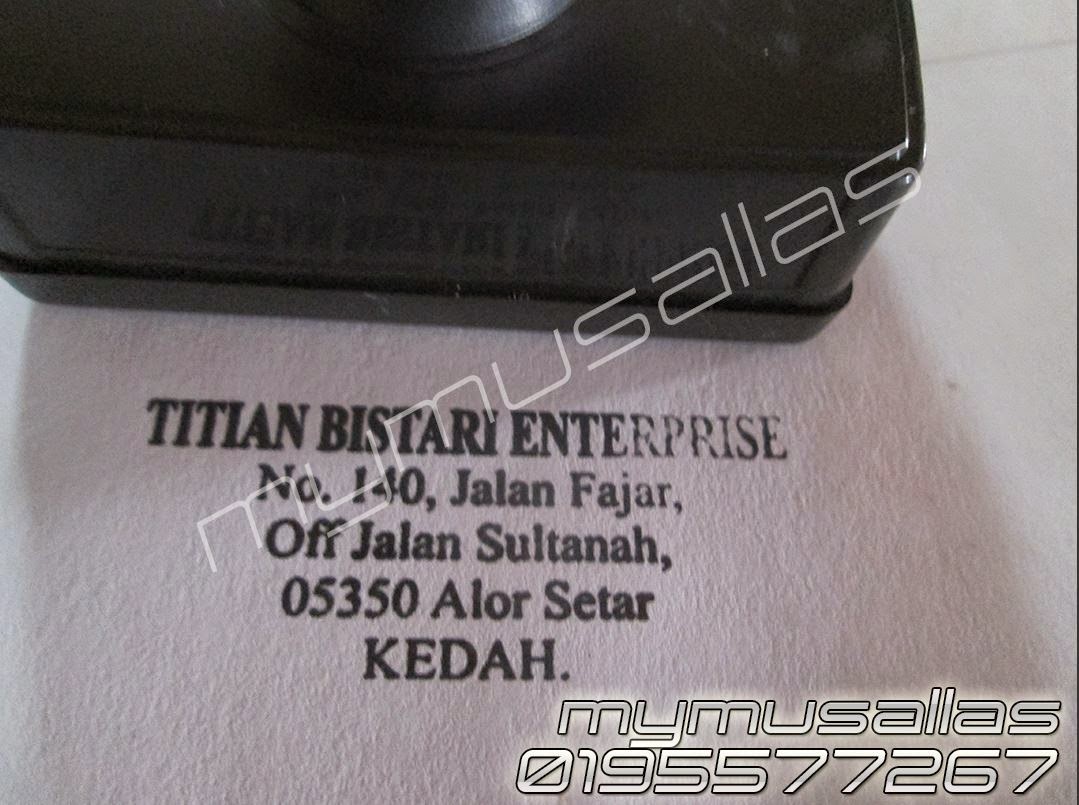 mymusallas
TITIAN BISTARI ENTERPRISE
No. 140, Jalan Fajar,
Off Jalan Sultanah,
05350 Alor Setar
KEDAH.
mymusallas
0195577267